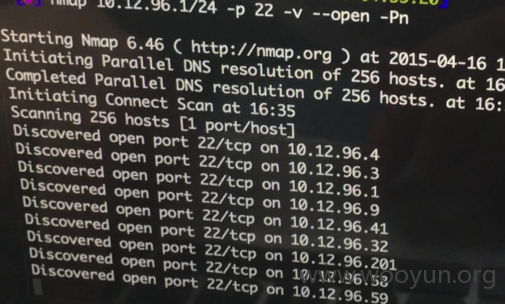 nmap 10.12.96.1/24 -p 22 -v --open -Pn
Starting Nmap 6.46 ( http://nmap.org ) at 2015-04-16 1
Initiating Parallel DNS resolution of 256 hosts. at 16
Completed Parallel DNS resolution of 256 hosts. at 16:
Initiating Connect Scan at 16:35
Scanning 256 hosts [1 port/host]
Discovered open port 22/tcp on 10.12.96.4
Discovered open port 22/tcp on 10.12.96.3
Discovered open port 22/tcp on 10.12.96.1
Discovered open port 22/tcp on 10.12.96.9
Discovered open port 22/tcp on 10.12.96.41
Discovered open port 22/tcp on 10.12.96.32
Discovered open port 22/tcp on 10.12.96.201
Discovered open port 22/tcp on 10.12.96.58
Discovered open port 22/tcp on 10.12.96.59
www.wooyun.org